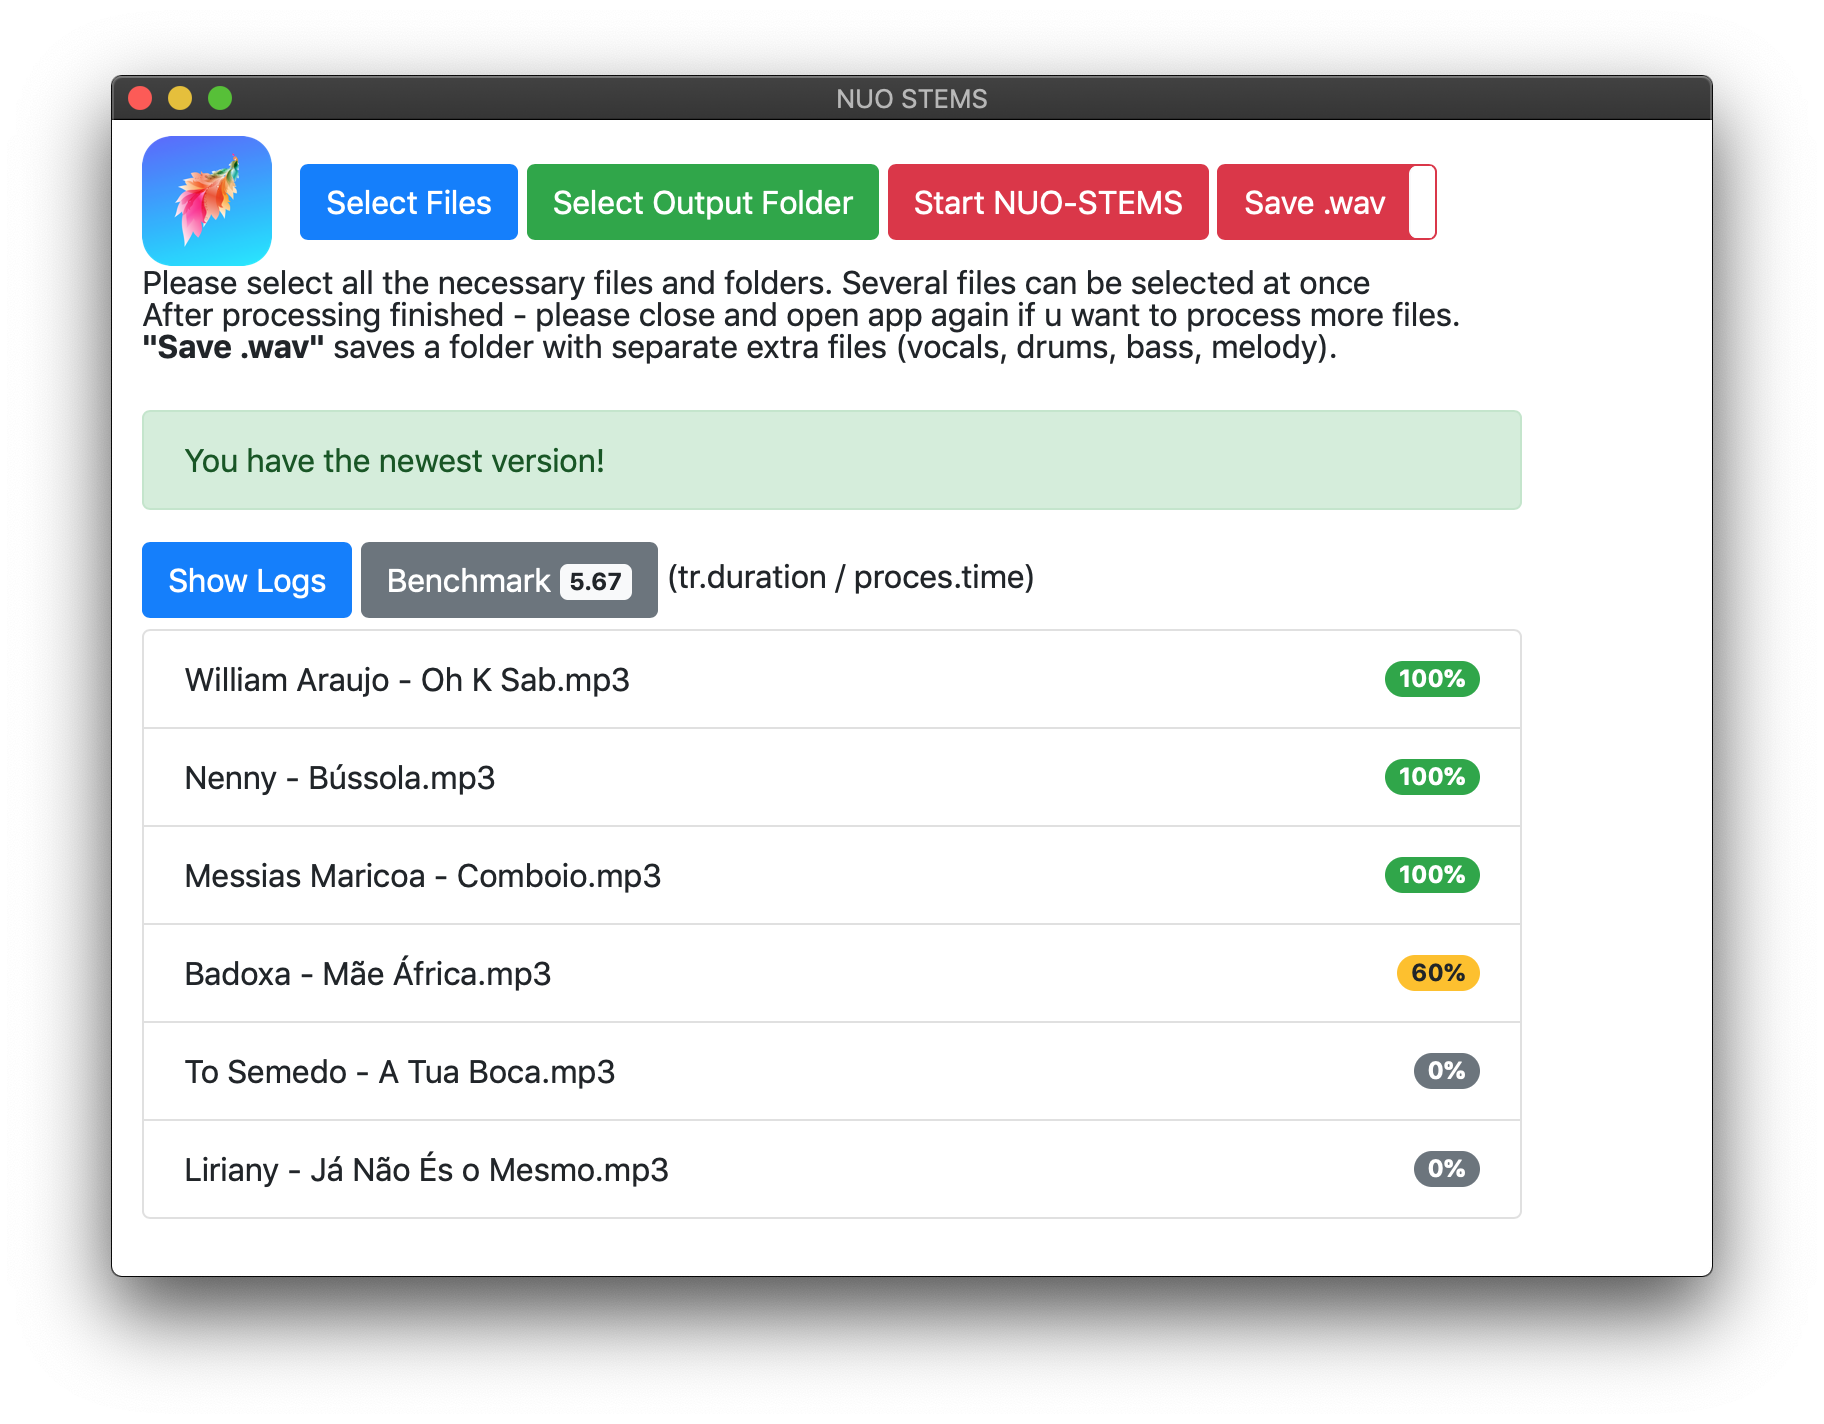 NUO STEMS
Select Files
Select Output Folder
Start NUO-STEMS
Save .wav
Please select all the necessary files and folders. Several files can be selected at once
After processing finished - please close and open app again if u want to process more files.
"Save .wav" saves a folder with separate extra files (vocals, drums, bass, melody).
You have the newest version!
Show Logs
Benchmark 5.67
(tr.duration / proces.time)
William Araujo - Oh K Sab.mp3 100%
Nenny - Bússola.mp3 100%
Messias Maricoa - Comboio.mp3 100%
Badoxa - Mãe África.mp3 60%
To Semedo - A Tua Boca.mp3 0%
Liriany - Já Não És o Mesmo.mp3 0%